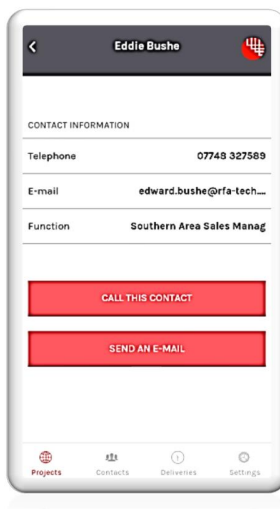 Eddie Bushe
CONTACT INFORMATION
Telephone 07748 327589
E-mail edward.bushe@rfa-tech....
Function Southern Area Sales Manag
CALL THIS CONTACT
SEND AN E-MAIL
Projects Contacts Deliveries Settings